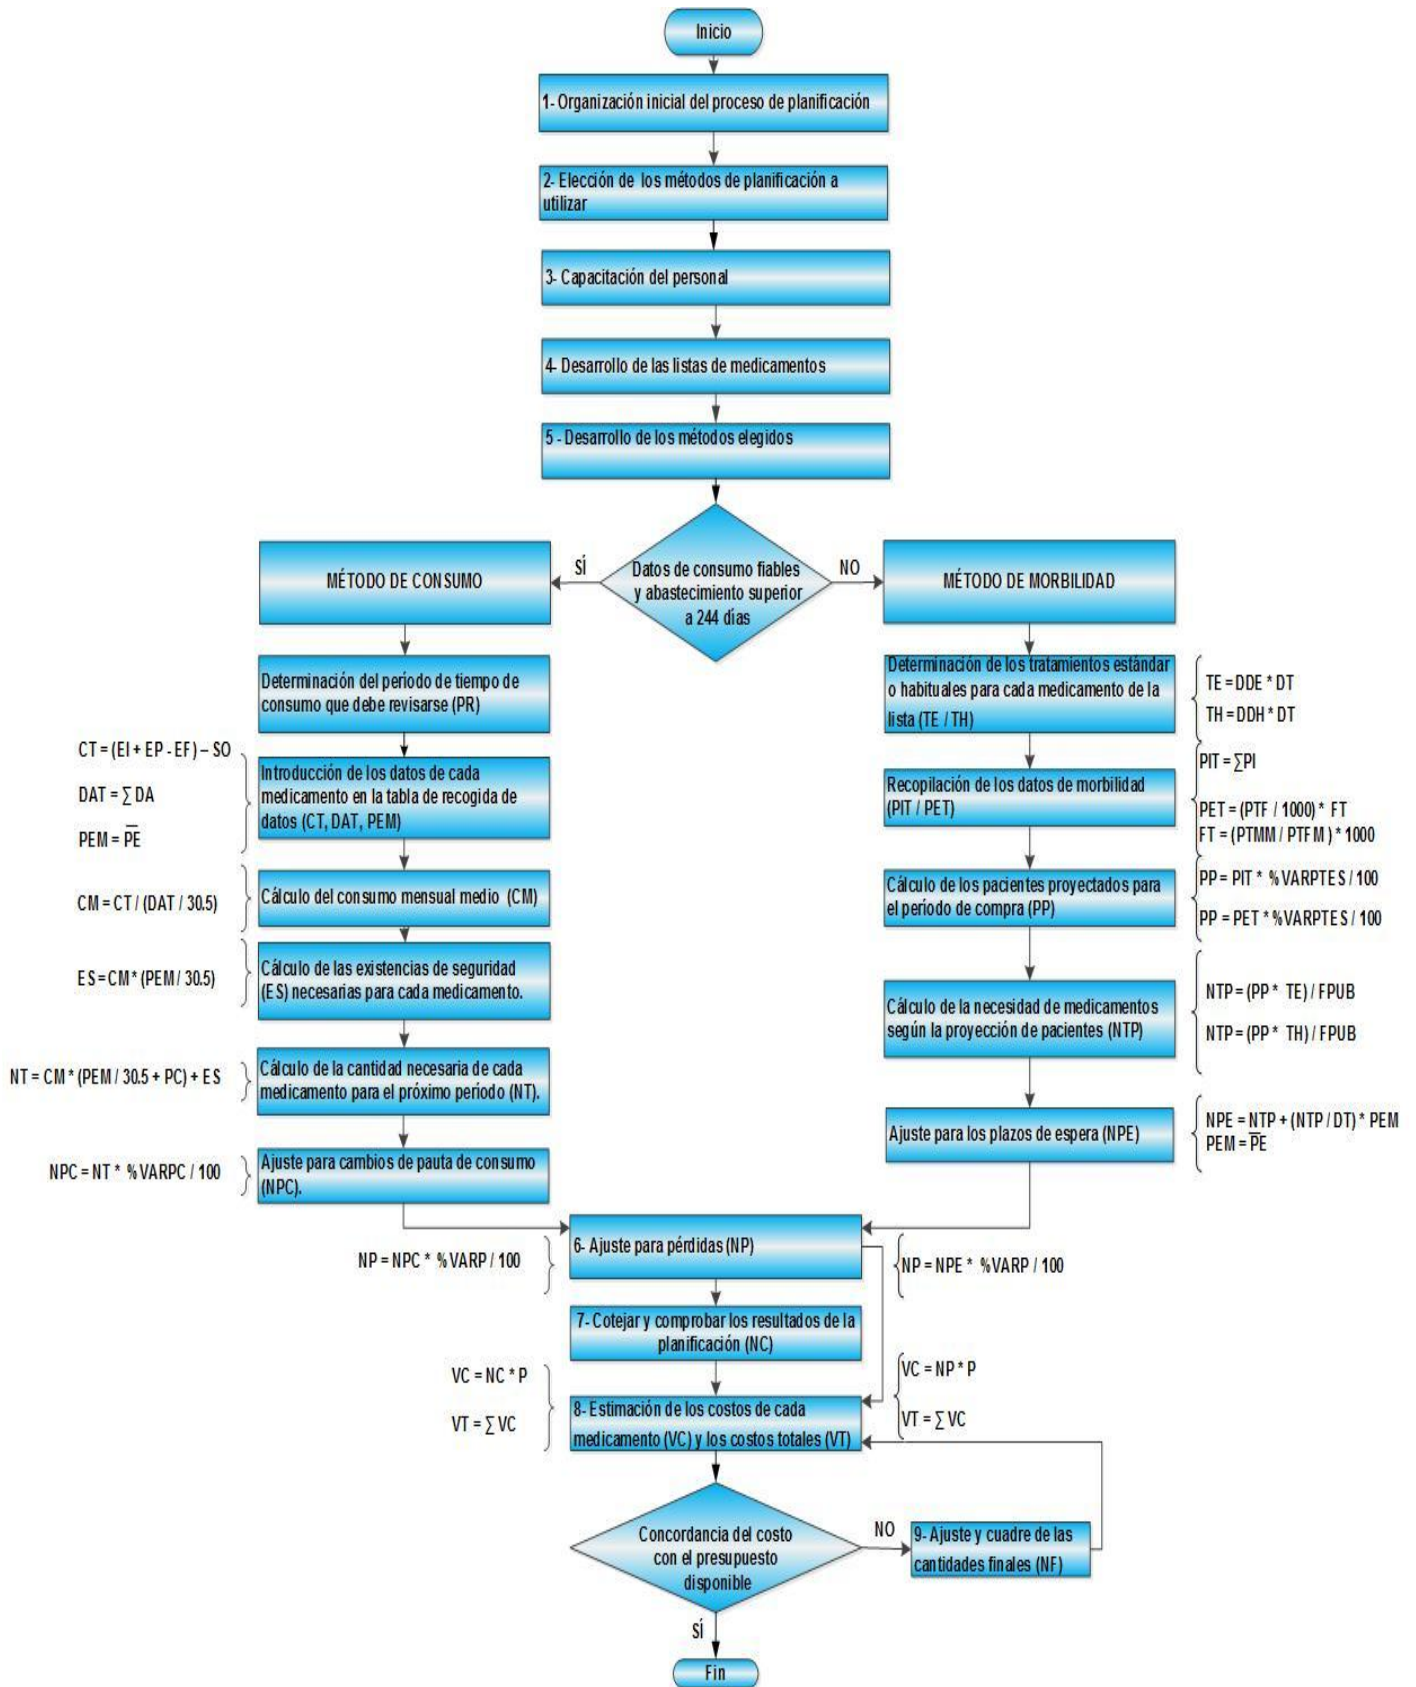 Inicio
1- Organización inicial del proceso de planificación
2- Elección de los métodos de planificación a
utilizar
3- Capacitación del personal
4- Desarrollo de las listas de medicamentos
5 - Desarrollo de los métodos elegidos
Datos de consumo fiables
y abastecimiento superior
a 244 días
SÍ
NO
MÉTODO DE CONSUMO
Determinación del período de tiempo de
consumo que debe revisarse (PR)
CT = (EI + EP - EF) – SO
DAT = ∑ DA
PEM = P̅E̅
Introducción de los datos de cada
medicamento en la tabla de recogida de
datos (CT, DAT, PEM)
CM = CT / (DAT / 30.5)
Cálculo del consumo mensual medio (CM)
ES = CM * (PEM / 30.5)
Cálculo de las existencias de seguridad
(ES) necesarias para cada medicamento.
NT = CM * (PEM / 30.5 + PC) + ES
Cálculo de la cantidad necesaria de cada
medicamento para el próximo período (NT).
NPC = NT * %VARPC / 100
Ajuste para cambios de pauta de consumo
(NPC).
MÉTODO DE MORBILIDAD
Determinación de los tratamientos estándar
o habituales para cada medicamento de la
lista (TE / TH)
TE = DDE * DT
TH = DDH * DT
Recopilación de los datos de morbilidad
(PIT / PET)
PIT = ∑PI
PET = (PTF / 1000) * FT
FT = (PTMM / PTFM ) * 1000
Cálculo de los pacientes proyectados para
el período de compra (PP)
PP = PIT * %VARPTES / 100
PP = PET * %VARPTES / 100
Cálculo de la necesidad de medicamentos
según la proyección de pacientes (NTP)
NTP = (PP * TE) / FPUB
NTP = (PP * TH) / FPUB
Ajuste para los plazos de espera (NPE)
NPE = NTP + (NTP / DT) * PEM
PEM = P̅E̅
6- Ajuste para pérdidas (NP)
NP = NPC * %VARP / 100
NP = NPE * %VARP / 100
7- Cotejar y comprobar los resultados de la
planificación (NC)
VC = NC * P
VT = ∑ VC
8- Estimación de los costos de cada
medicamento (VC) y los costos totales (VT)
VC = NP * P
VT = ∑ VC
Concordancia del costo
con el presupuesto
disponible
NO
9- Ajuste y cuadre de las
cantidades finales (NF)
SÍ
Fin